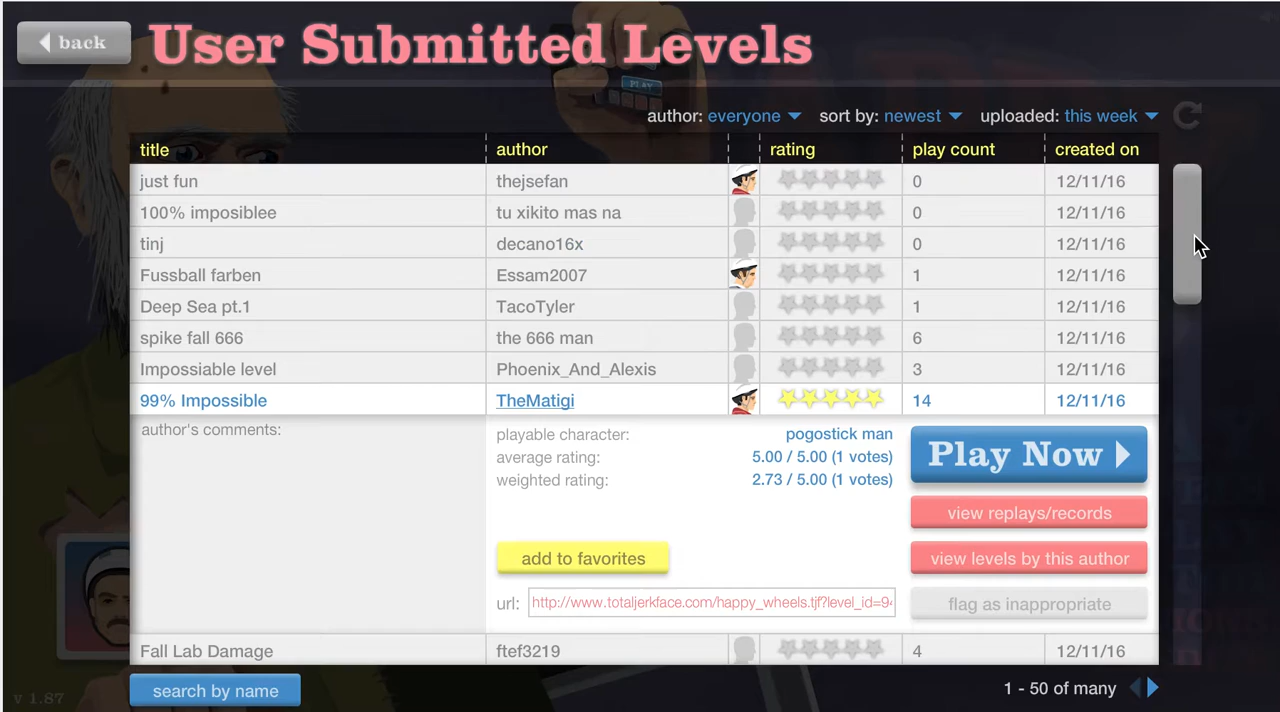 back
User Submitted Levels
PLAY
author: everyone sort by: newest uploaded: this week
title author rating play count created on
just fun thejsefan 0 12/11/16
100% imposiblee tu xikito mas na 0 12/11/16
tinj decano16x 0 12/11/16
Fussball farben Essam2007 1 12/11/16
Deep Sea pt.1 TacoTyler 1 12/11/16
spike fall 666 the 666 man 6 12/11/16
Impossiable level Phoenix_And_Alexis 3 12/11/16
99% Impossible TheMatigi 14 12/11/16
author's comments:
playable character: pogostick man
average rating: 5.00 / 5.00 (1 votes)
weighted rating: 2.73 / 5.00 (1 votes)
Play Now
view replays/records
add to favorites
view levels by this author
url: http://www.totaljerkface.com/happy_wheels.tjf?level_id=9
flag as inappropriate
Fall Lab Damage ftef3219 4 12/11/16
search by name
1 - 50 of many
v 1.87